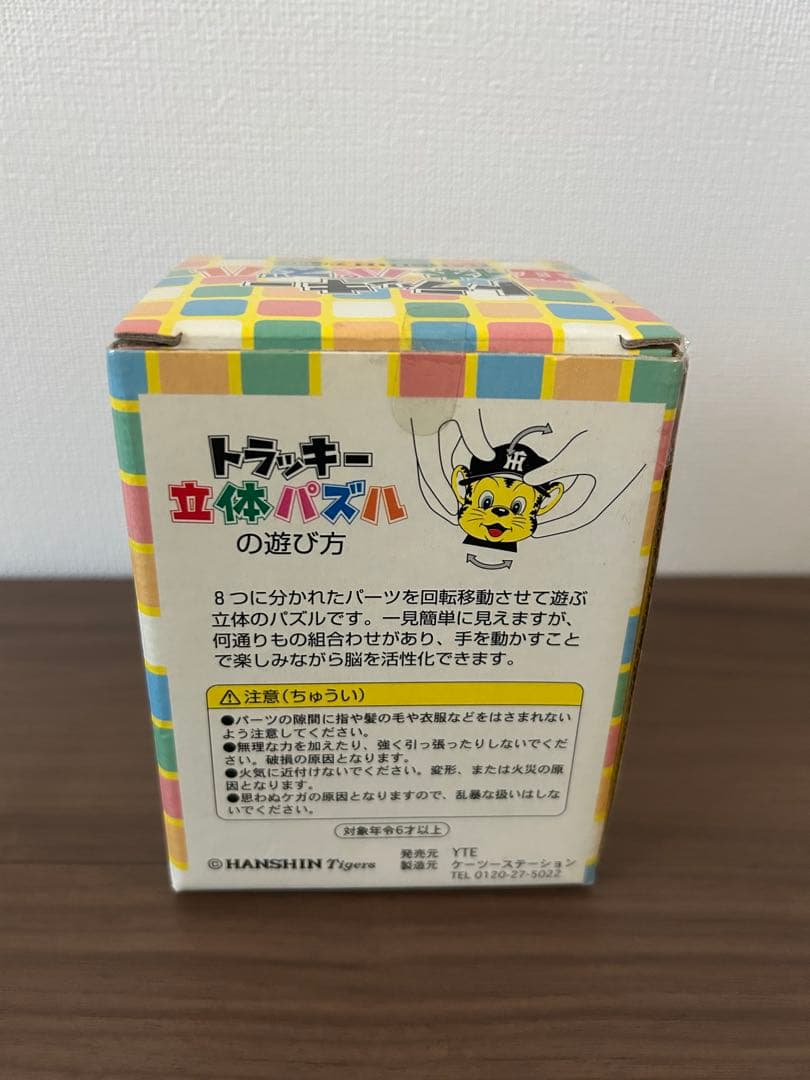 トラッキー
立体パズル
トラッキー
立体パズル
の遊び方
8つに分かれたパーツを回転移動させて遊ぶ
立体のパズルです。一見簡単に見えますが、
何通りもの組合わせがあり、手を動かすこと
で楽しみながら脳を活性化できます。
注意(ちゅうい)
●パーツの隙間に指や髪の毛や衣服などをはさまれない
よう注意してください。
●無理な力を加えたり、強く引っ張ったりしないでくだ
さい。破損の原因となります。
●火気に近付けないでください。変形、または火災の原
因となります。
●思わぬケガの原因となりますので、乱暴な扱いはしな
いでください。
対象年令6才以上
©HANSHIN Tigers
発売元 YTE
製造元 ケーツーステーション
TEL 0120-27-5022